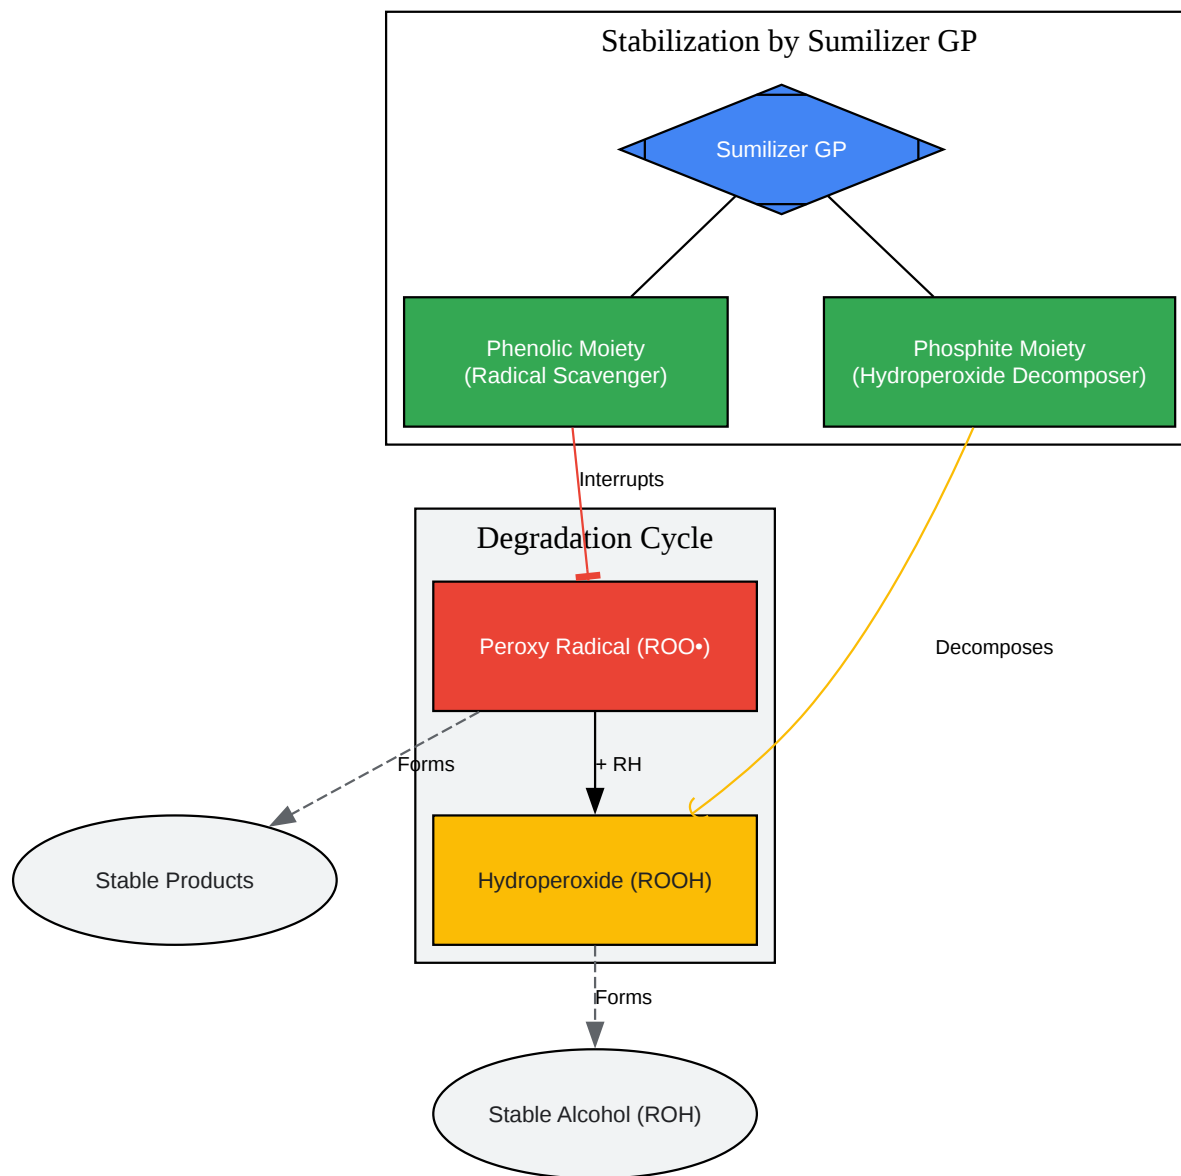 Stabilization by Sumilizer GP
Sumilizer GP
Phenolic Moiety
(Radical Scavenger)
Phosphite Moiety
(Hydroperoxide Decomposer)
Interrupts
Degradation Cycle
Peroxy Radical (ROO•)
Decomposes
Forms
+ RH
Stable Products
Hydroperoxide (ROOH)
Forms
Stable Alcohol (ROH)